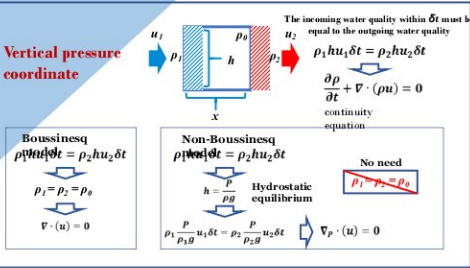 The incoming water quality within δt must b
equal to the outgoing water quality
Vertical pressure
coordinate
u₁
ρ₁
h
ρ₀
ρ₂
u₂
x
ρ₁hu₁δt = ρ₂hu₂δt
∂ρ/∂t + ∇ · (ρu) = 0
continuity
equation
Boussinesq
model
ρ₁hu₁δt = ρ₂hu₂δt
ρ₁ = ρ₂ = ρ₀
∇ · (u) = 0
Non-Boussinesq
model
ρ₁hu₁δt = ρ₂hu₂δt
h = P/ρg
Hydrostatic
equilibrium
ρ₁ P/ρ₁g u₁δt = ρ₂ P/ρ₂g u₂δt
∇ₚ · (u) = 0
No need
ρ₁ = ρ₂ = ρ₀